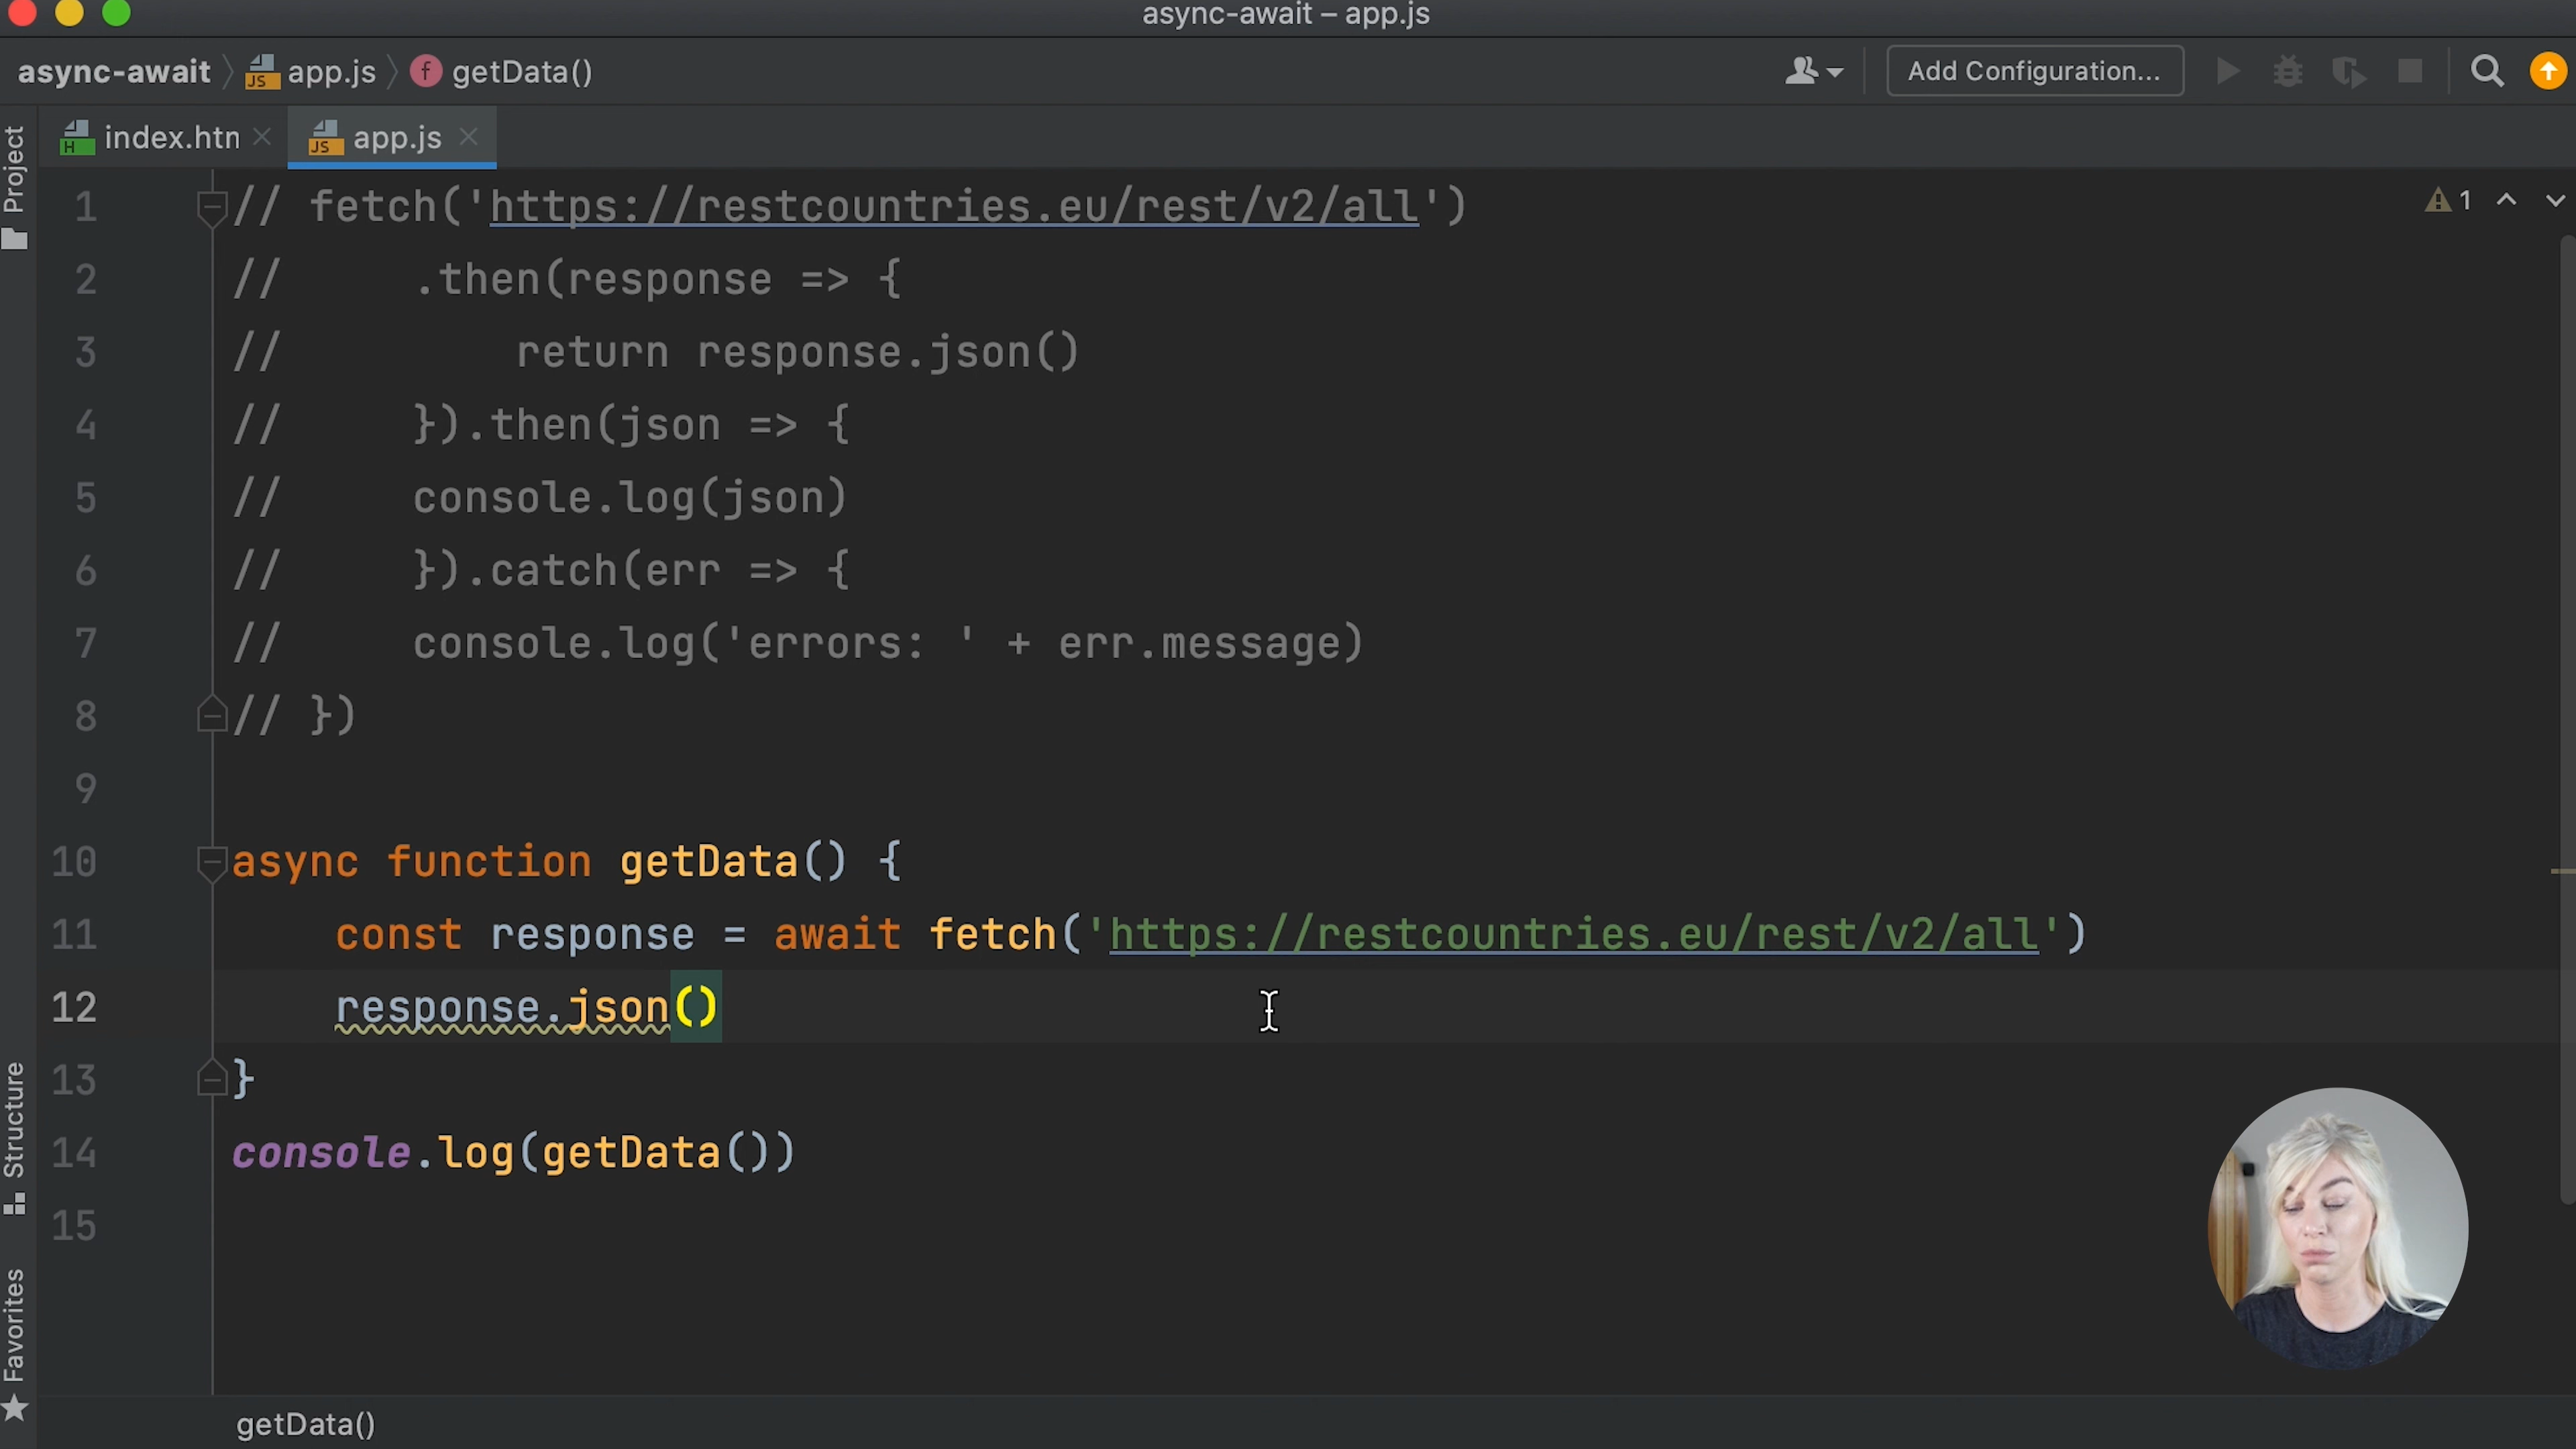 async-await – app.js
async-await app.js f getData()
Add Configuration...
index.htn app.js
Project
1 // fetch('https://restcountries.eu/rest/v2/all')
1
2 //     .then(response => {
3 //         return response.json()
4 //     }).then(json => {
5 //     console.log(json)
6 //     }).catch(err => {
7 //     console.log('errors: ' + err.message)
8 // })
9
10 async function getData() {
11     const response = await fetch('https://restcountries.eu/rest/v2/all')
12     response.json()
13 }
14 console.log(getData())
15
Structure
Favorites
getData()